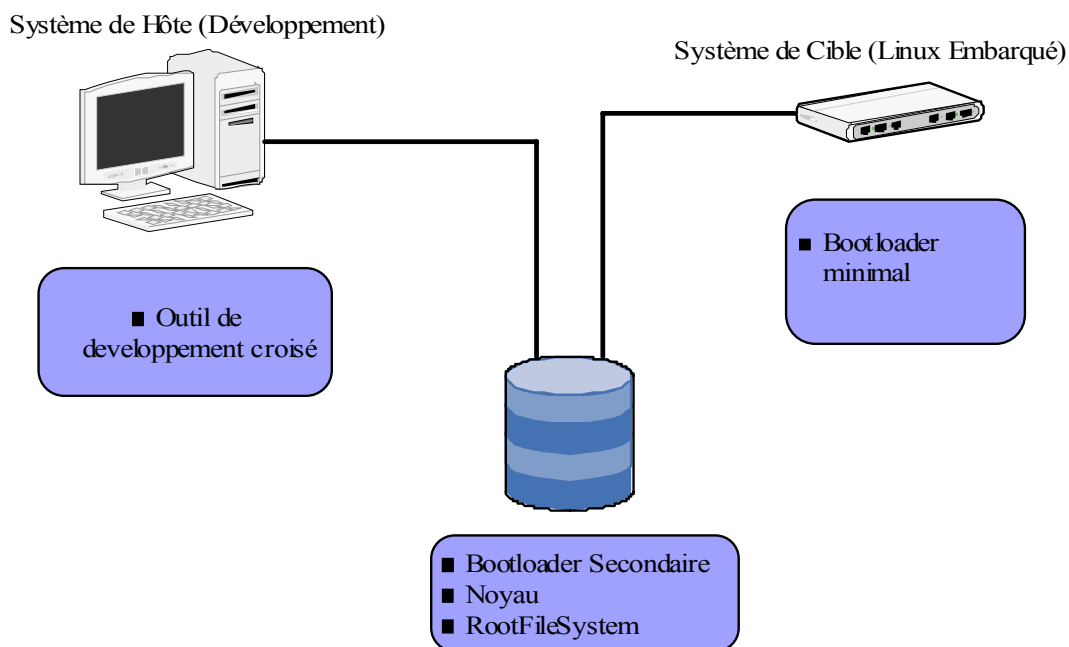 Système de Hôte (Développement)
Système de Cible (Linux Embarqué)
■ Bootloader
minimal
■ Outil de
developpement croisé
■ Bootloader Secondaire
■ Noyau
■ RootFileSystem